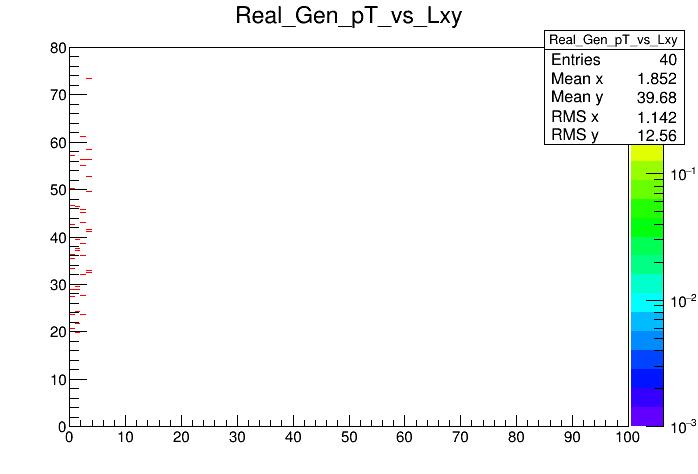 Real_Gen_pT_vs_Lxy
Real_Gen_pT_vs_Lxy
Entries 40
Mean x 1.852
Mean y 39.68
RMS x 1.142
RMS y 12.56
80
70
60
50
40
30
20
10
0
0 10 20 30 40 50 60 70 80 90 100
10⁻¹
10⁻²
10⁻³